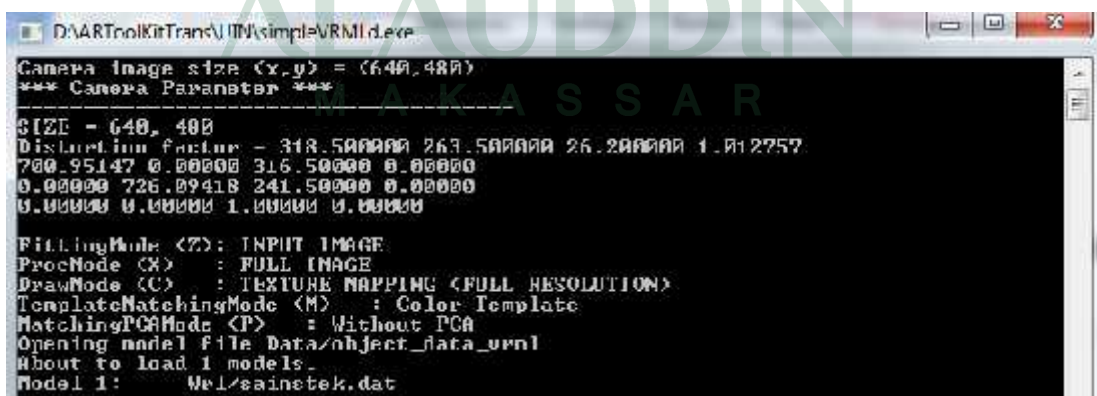 ALAUDDIN
MAKASSAR
D:\ARToolKitTrans\UIN\simpleVRMLd.exe
Camera image size (x,y) = (640,480)
*** Camera Parameter ***
--------------------------------------
SIZE = 640, 480
Distortion factor = 318.500000 263.500000 26.200000 1.012757
700.95147 0.00000 316.50000 0.00000
0.00000 726.09418 241.50000 0.00000
0.00000 0.00000 1.00000 0.00000
FittingMode (Z): INPUT IMAGE
ProcMode (X)   : FULL IMAGE
DrawMode (C)   : TEXTURE MAPPING (FULL RESOLUTION)
TemplateMatchingMode (M)   : Color Template
MatchingPCAMode (P)   : Without PCA
Opening model file Data/object_data_vrml
About to load 1 models.
Model 1:     Wrl/sainstek.dat